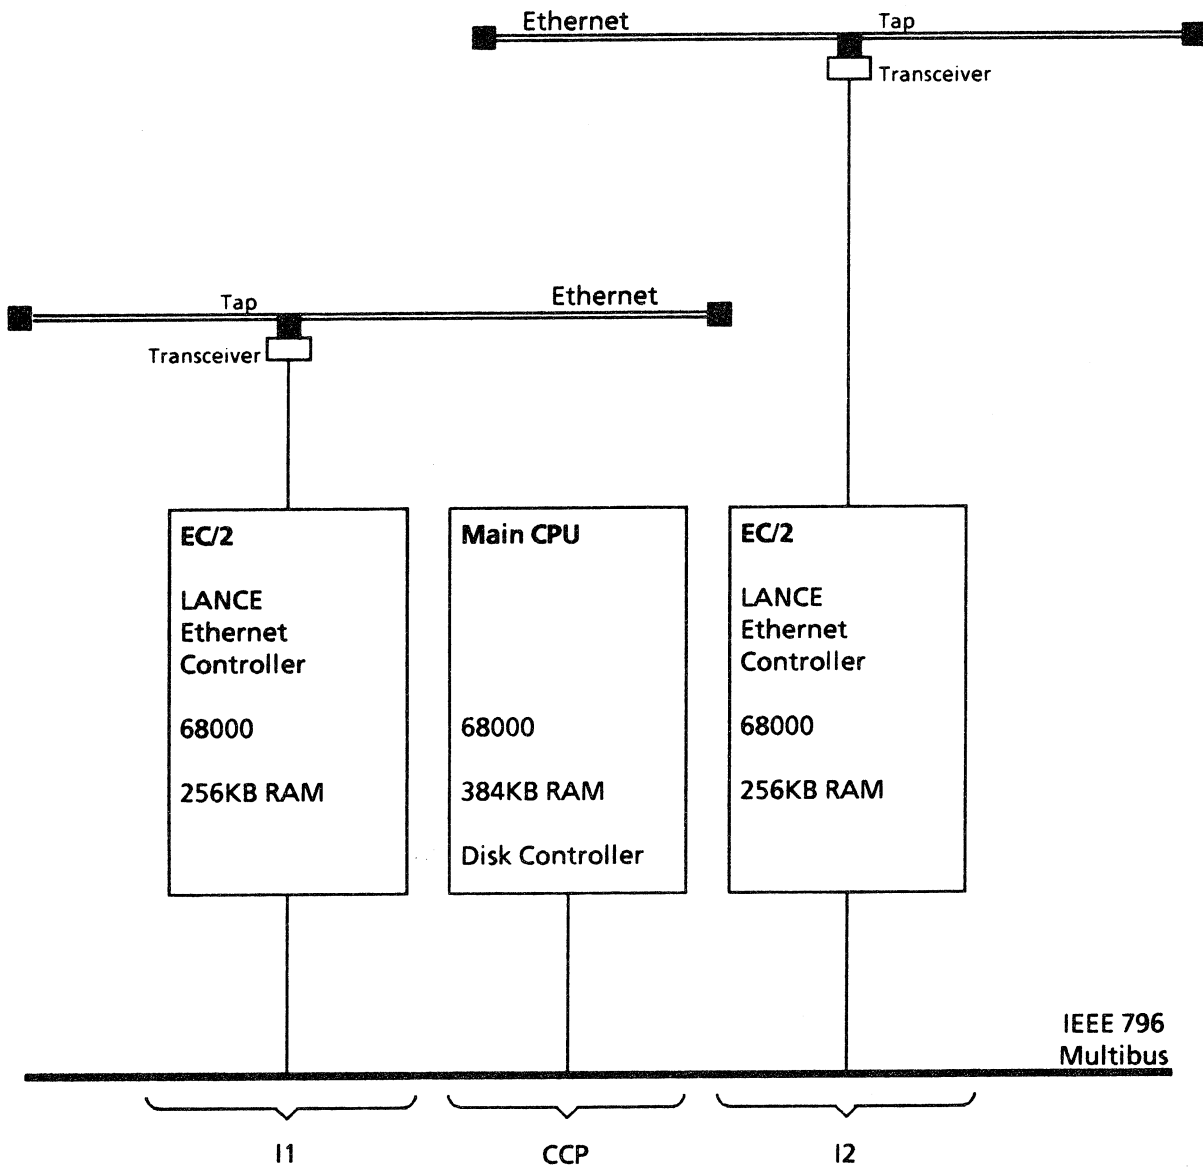 Ethernet
Tap
Transceiver
Tap
Ethernet
Transceiver
EC/2
LANCE
Ethernet
Controller
68000
256KB RAM
Main CPU
68000
384KB RAM
Disk Controller
EC/2
LANCE
Ethernet
Controller
68000
256KB RAM
IEEE 796
Multibus
I1
CCP
I2